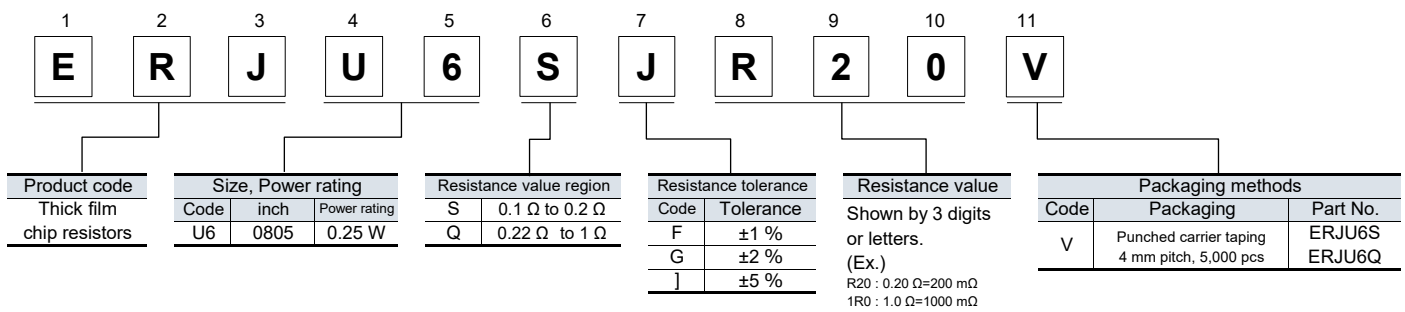 1 2 3 4 5 6 7 8 9 10 11
E R J U 6 S J R 2 0 V
Product code
Thick film
chip resistors
Size, Power rating
Code inch Power rating
U6 0805 0.25 W
Resistance value region
S 0.1 Ω to 0.2 Ω
Q 0.22 Ω to 1 Ω
Resistance tolerance
Code Tolerance
F ±1 %
G ±2 %
] ±5 %
Resistance value
Shown by 3 digits
or letters.
(Ex.)
R20 : 0.20 Ω=200 mΩ
1R0 : 1.0 Ω=1000 mΩ
Packaging methods
Code Packaging Part No.
V Punched carrier taping ERJU6S
4 mm pitch, 5,000 pcs ERJU6Q